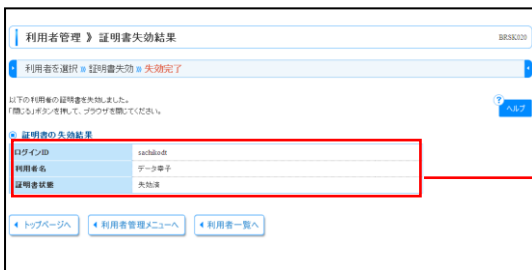 利用者管理 》 証明書失効結果 BRSK020
利用者を選択 » 証明書失効 » 失効完了
以下の利用者の証明書を失効しました。
「閉じる」ボタンを押して、ブラウザを閉じてください。
? ヘルプ
証明書の失効結果
ログインID sachikodt
利用者名 データ幸子
証明書状態 失効済
トップページへ 利用者管理メニューへ 利用者一覧へ